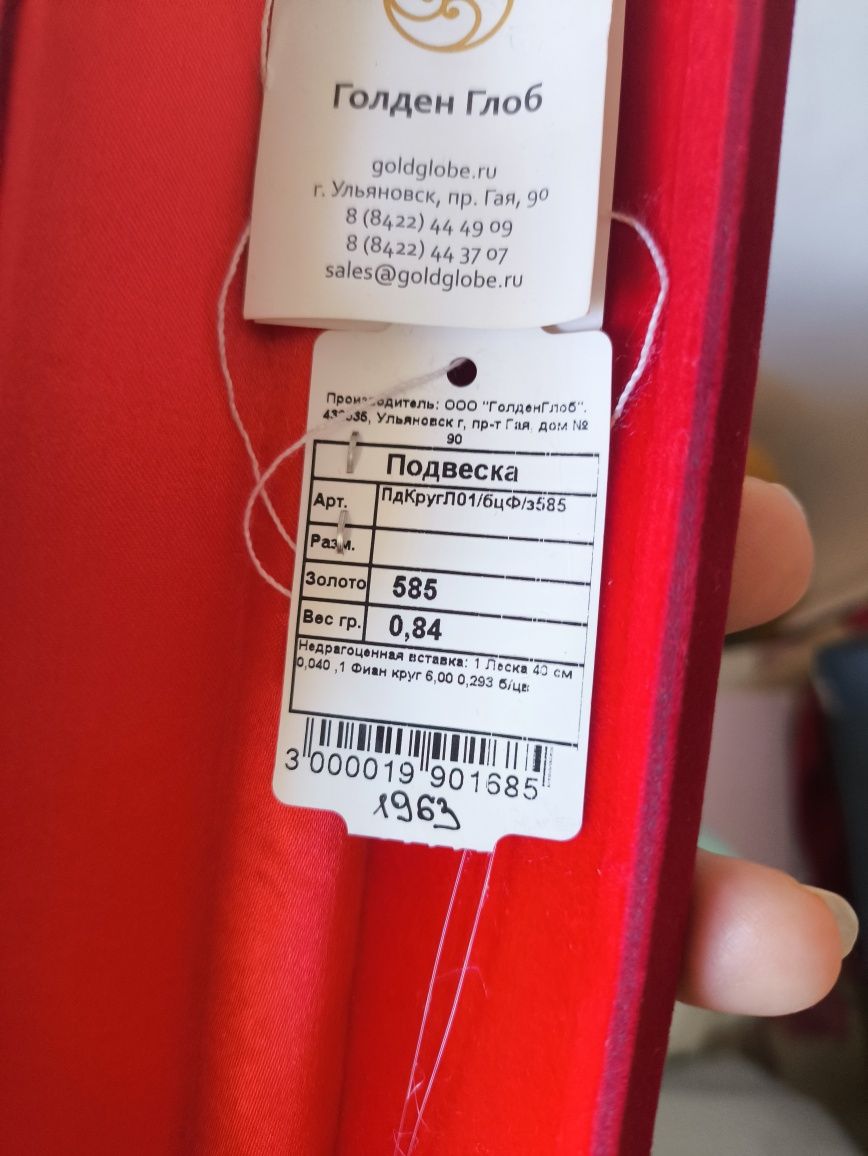 Голден Глоб
goldglobe.ru
г. Ульяновск, пр. Гая, 90
8 (8422) 44 49 09
8 (8422) 44 37 07
sales@goldglobe.ru
ООО "ГолденГлоб".
Ульяновск г, пр-т Гая, дом №
90
Подвеска
Арт. ПдКругЛ01/бцФ/з585
Золото 585
Вес гр. 0,84
Недрагоценная вставка: 1 Леска 40 см
0,040 ,1 Фиан круг 6,00 0,293 б/цв
3 000019 901685
1963